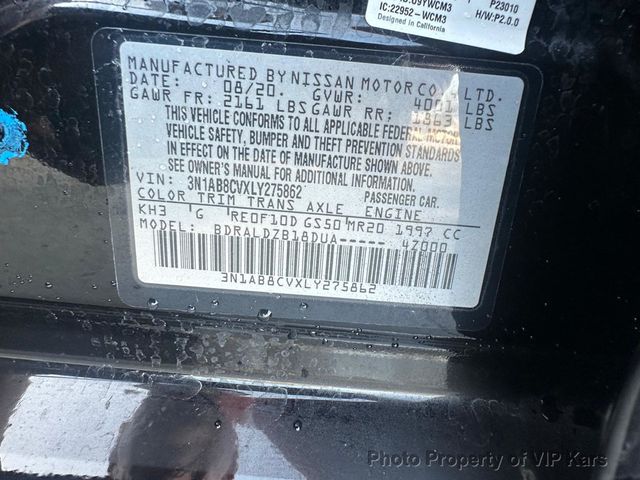 IC:22952-WCM3
Designed in California
P23010
H/W:P2.0.0
MANUFACTURED BY NISSAN MOTOR CO., LTD.
DATE: 08/20 GVWR: 4001 LBS
GAWR FR: 2161 LBS GAWR RR: 1963 LBS
THIS VEHICLE CONFORMS TO ALL APPLICABLE FEDERAL MOTOR
VEHICLE SAFETY, BUMPER AND THEFT PREVENTION STANDARDS
IN EFFECT ON THE DATE OF MANUFACTURE SHOWN ABOVE.
SEE OWNER'S MANUAL FOR ADDITIONAL INFORMATION
VIN: 3N1AB8CVXLY275862 PASSENGER CAR
COLOR TRIM TRANS AXLE ENGINE
KH3 G RE0F10D GS50 MR20 1997 CC
MODEL: BDRALDZB18DUA----- 4Z000
3N1AB8CVXLY275862
Photo Property of VIP Kars